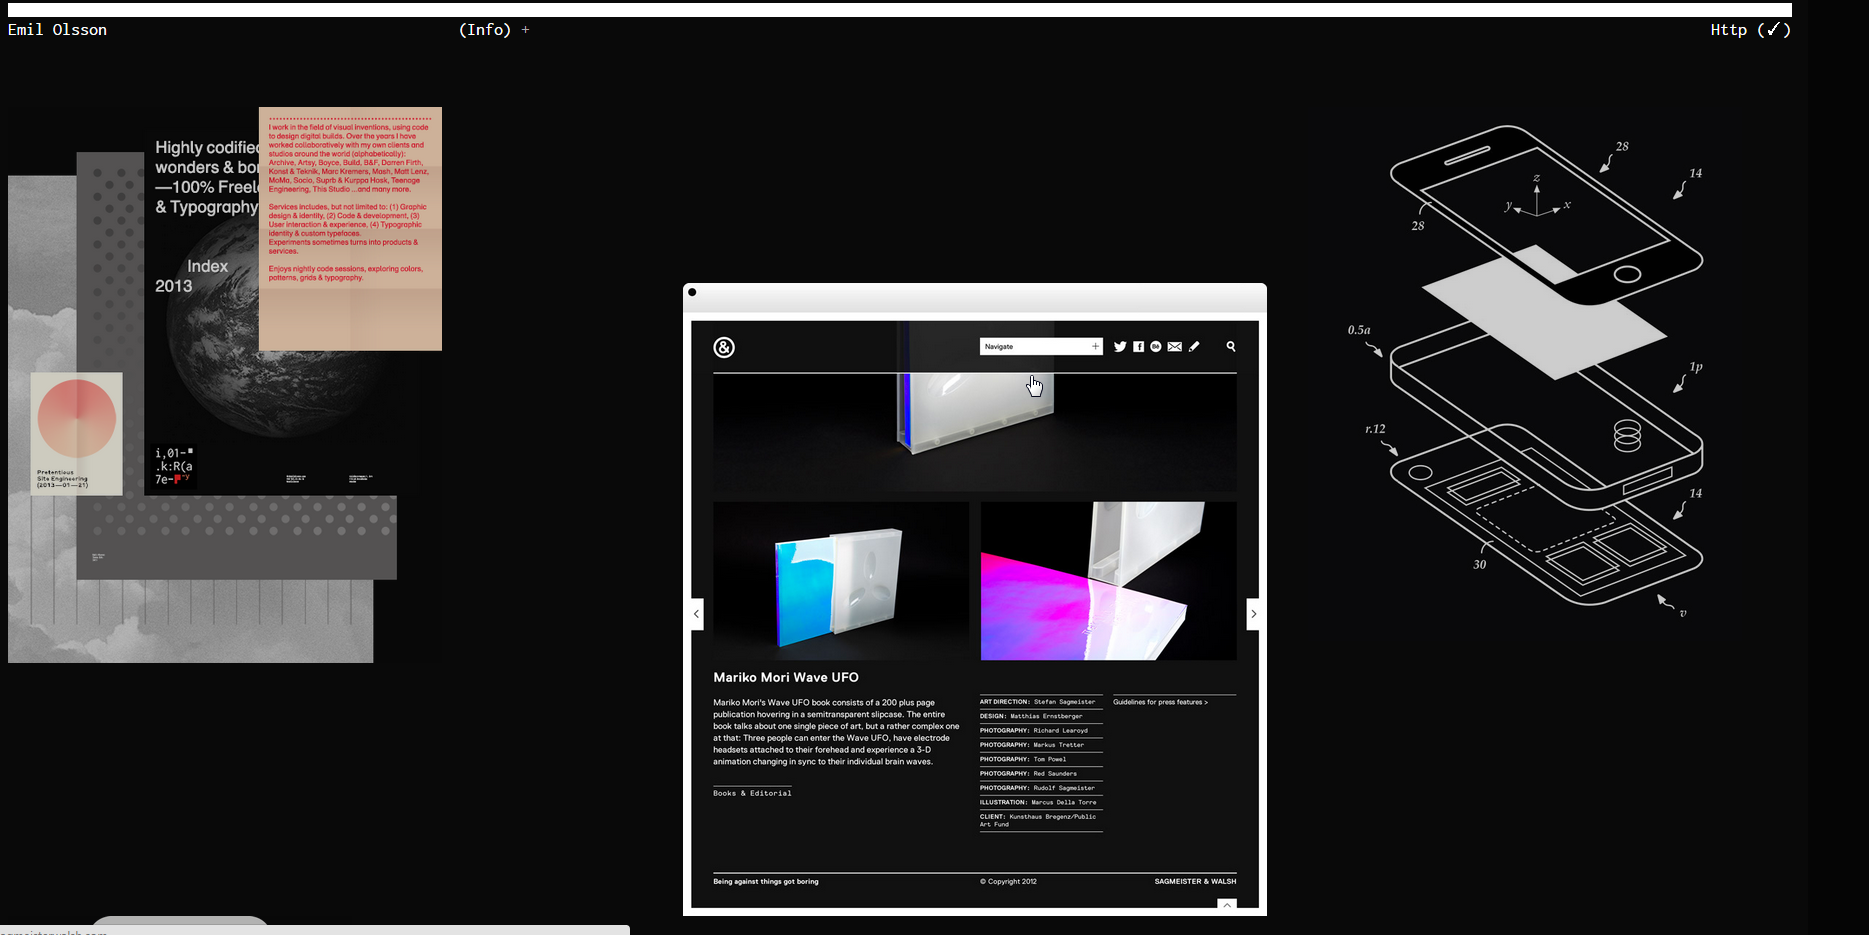 Emil Olsson
(Info) +
Http (✓)
Highly codified
wonders & bo
—100% Freel
& Typography
Index
2013
I work in the field of visual inventions, using code
to design digital builds. Over the years I have
worked collaboratively with my own clients and
studios around the world (alphabetically):
Archive, Artsy, Boyce, Build, B&F, Darren Firth,
Konst & Teknik, Marc Kremers, Mash, Matt Lenz,
MoMa, Socio, Suprb & Kurppa Hosk, Teenage
Engineering, This Studio ...and many more.
Services includes, but not limited to: (1) Graphic
design & identity, (2) Code & development, (3)
User interaction & experience, (4) Typographic
identity & custom typefaces.
Experiments sometimes turns into products &
services.
Enjoys nightly code sessions, exploring colors,
patterns, grids & typography.
Pretentious
Site Engineering
(2013—01—21)
i,01-
.k:R(a
7e-
-y
&
Navigate +
Mariko Mori Wave UFO
Mariko Mori's Wave UFO book consists of a 200 plus page
publication hovering in a semitransparent slipcase. The entire
book talks about one single piece of art, but a rather complex one
at that: Three people can enter the Wave UFO, have electrode
headsets attached to their forehead and experience a 3-D
animation changing in sync to their individual brain waves.
Books & Editorial
ART DIRECTION: Stefan Sagmeister
DESIGN: Matthias Ernstberger
PHOTOGRAPHY: Richard Learoyd
PHOTOGRAPHY: Markus Tretter
PHOTOGRAPHY: Tom Powel
PHOTOGRAPHY: Red Saunders
PHOTOGRAPHY: Rudolf Sagmeister
ILLUSTRATION: Marcus Della Torre
CLIENT: Kunsthaus Bregenz/Public
Art Fund
Guidelines for press features >
Being against things got boring
© Copyright 2012
SAGMEISTER & WALSH
28
14
z
y
x
28
0.5a
1p
r.12
14
30
v